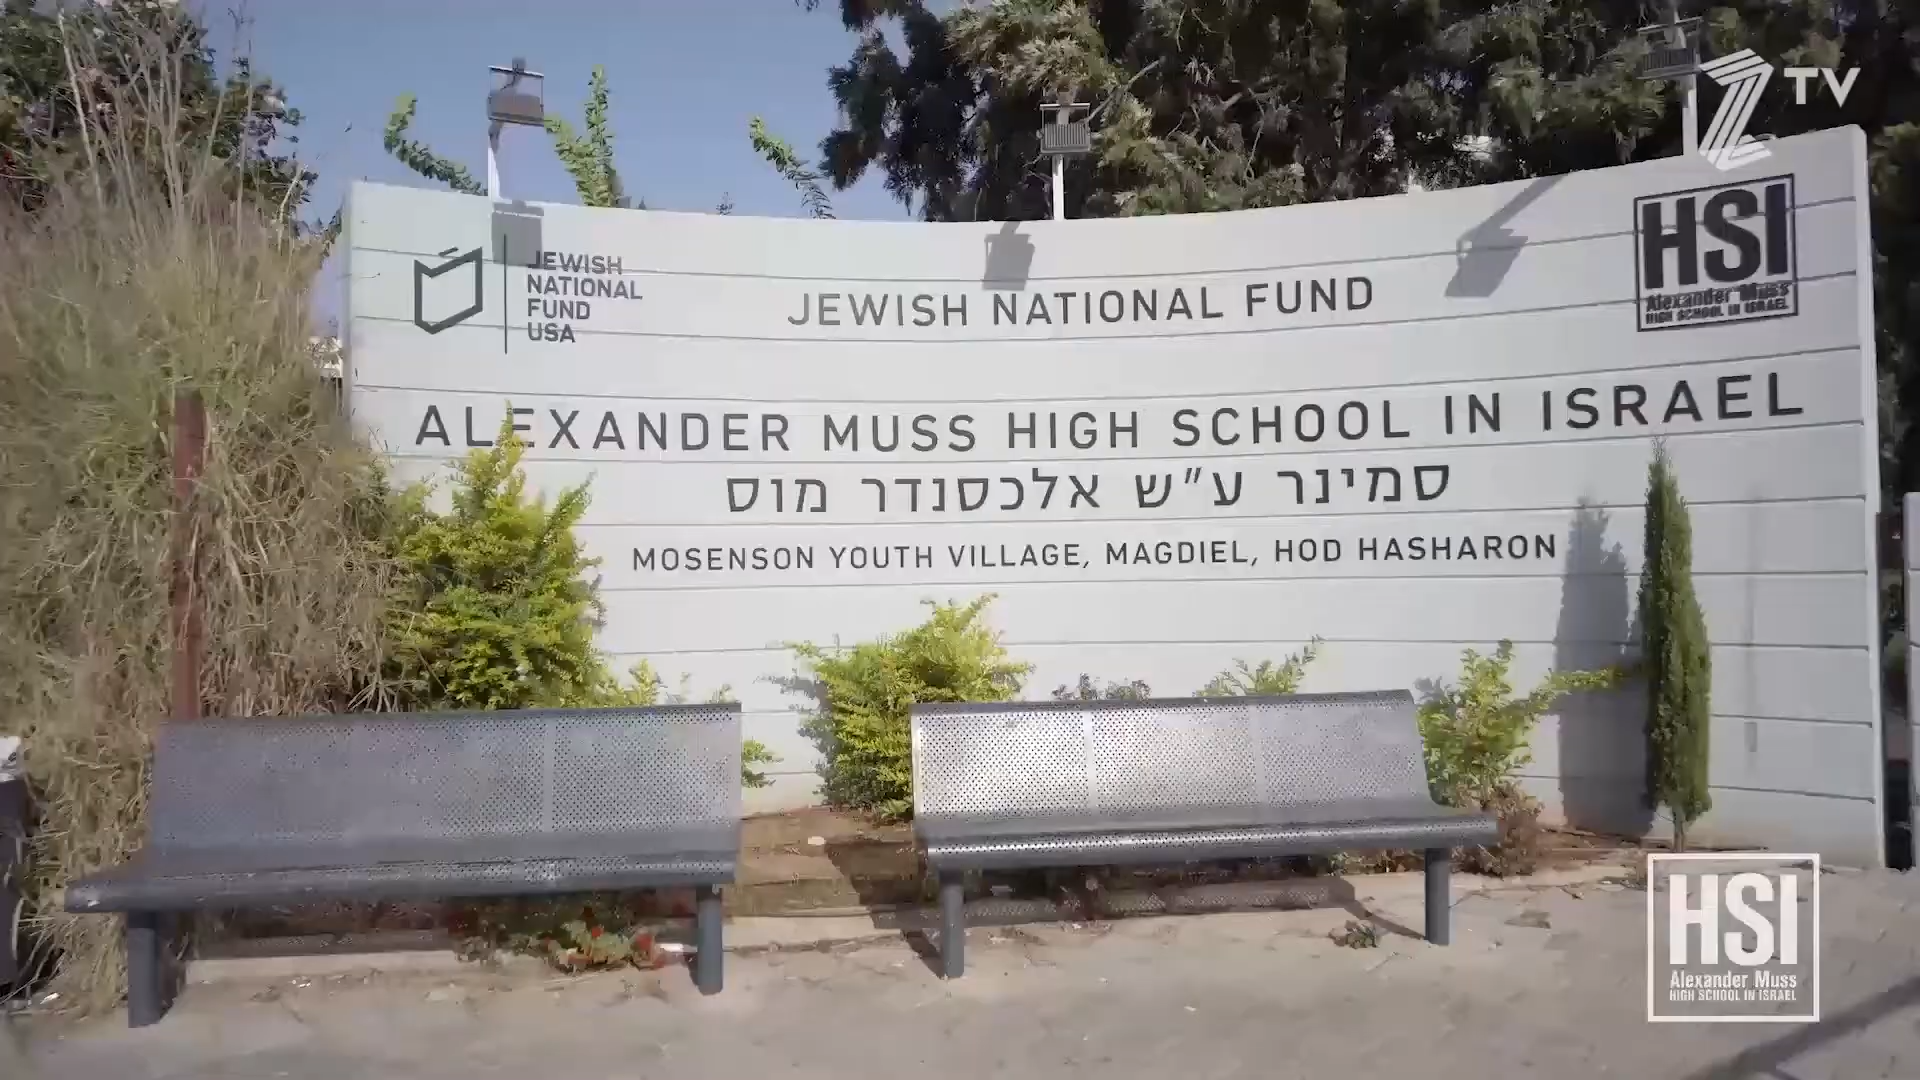 Z TV
JEWISH
NATIONAL
FUND
USA
JEWISH NATIONAL FUND
HSI
Alexander Muss
HIGH SCHOOL IN ISRAEL
ALEXANDER MUSS HIGH SCHOOL IN ISRAEL
סמינר ע"ש אלכסנדר מוס
MOSENSON YOUTH VILLAGE, MAGDIEL, HOD HASHARON
HSI
Alexander Muss
HIGH SCHOOL IN ISRAEL